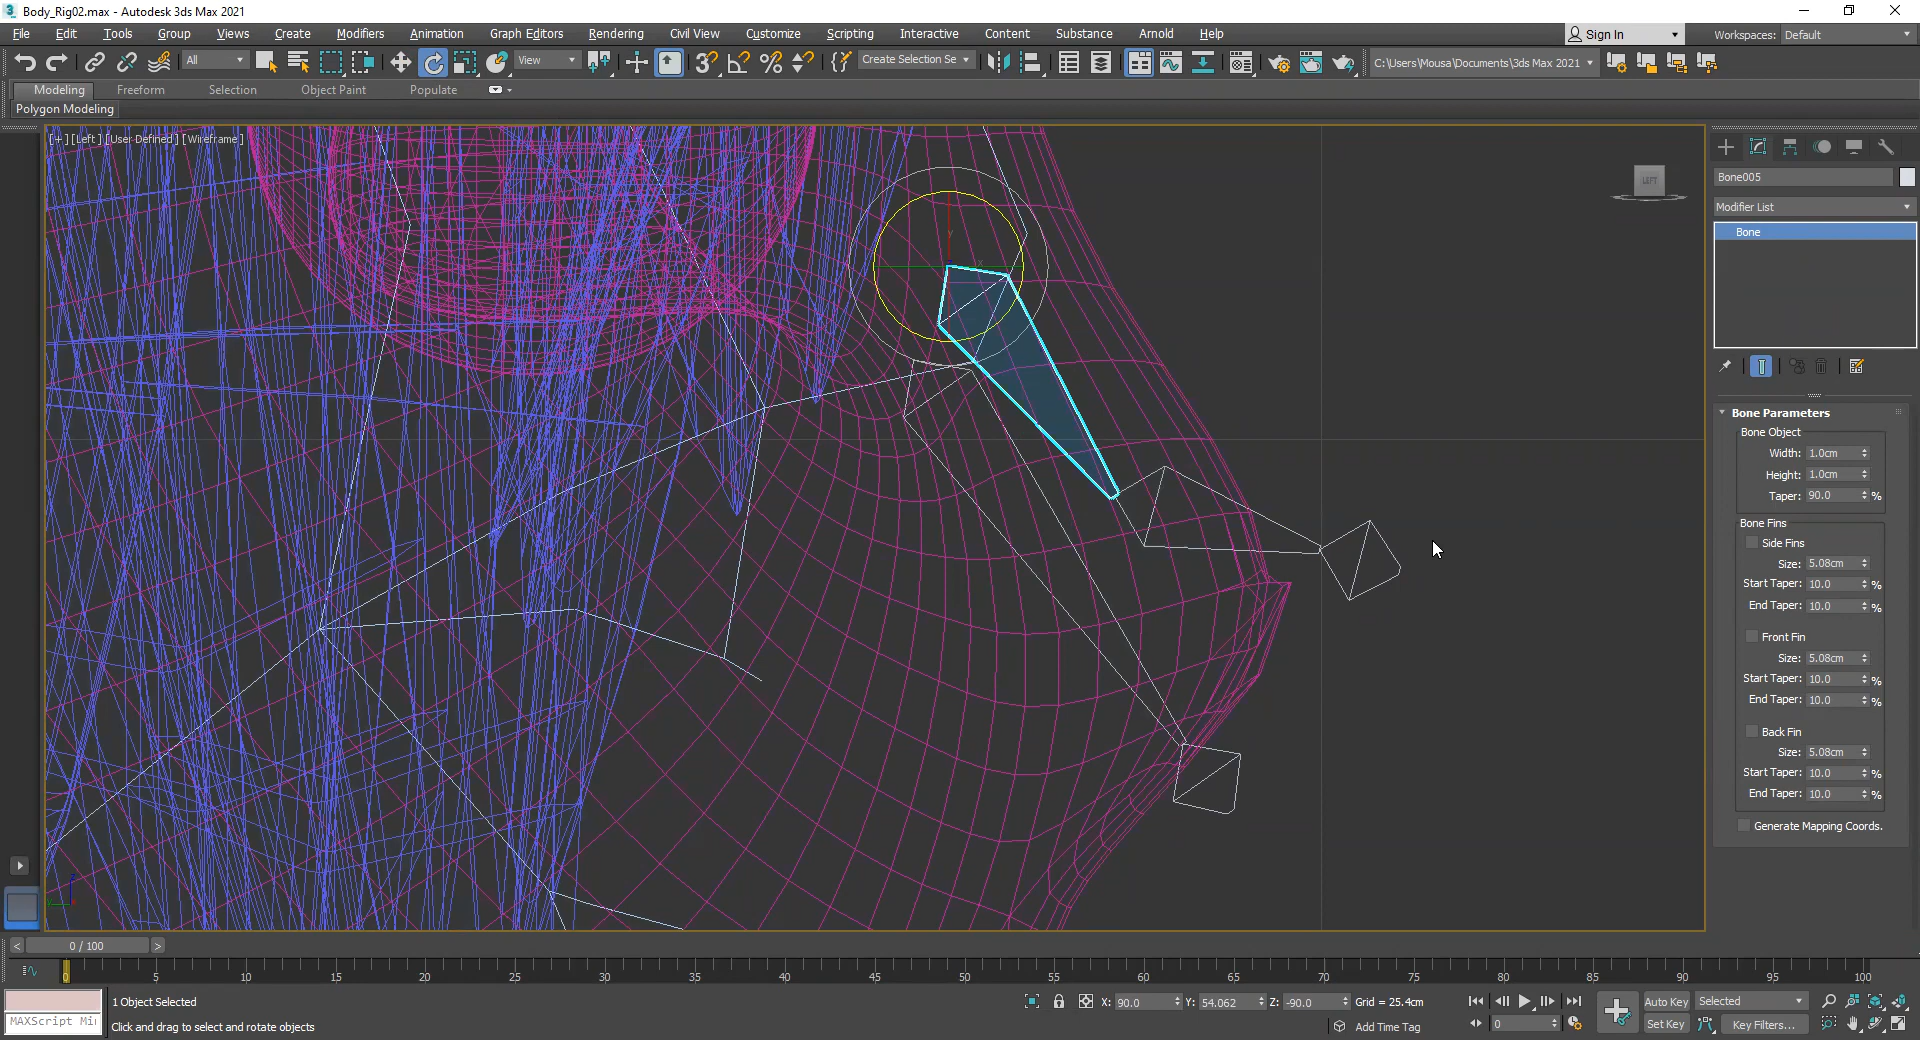 Body_Rig02.max - Autodesk 3ds Max 2021
File Edit Tools Group Views Create Modifiers Animation Graph Editors Rendering Civil View Customize Scripting Interactive Content Substance Arnold Help Sign In Workspaces: Default
All View Create Selection Se C:\Users\Mousa\Documents\3ds Max 2021
Modeling Freeform Selection Object Paint Populate
Polygon Modeling
[+] [Left] [User Defined] [Wireframe]
LEFT
Bone005
Modifier List
Bone
Bone Parameters
Bone Object
Width: 1.0cm
Height: 1.0cm
Taper: 90.0 %
Bone Fins
Side Fins
Size: 5.08cm
Start Taper: 10.0 %
End Taper: 10.0 %
Front Fin
Size: 5.08cm
Start Taper: 10.0 %
End Taper: 10.0 %
Back Fin
Size: 5.08cm
Start Taper: 10.0 %
End Taper: 10.0 %
Generate Mapping Coords.
< 0 / 100 >
0 5 10 15 20 25 30 35 40 45 50 55 60 65 70 75 80 85 90 95 100
1 Object Selected X: 90.0 Y: 54.062 Z: -90.0 Grid = 25.4cm Auto Key Selected
MAXScript Mi Click and drag to select and rotate objects Add Time Tag 0 Set Key Key Filters...